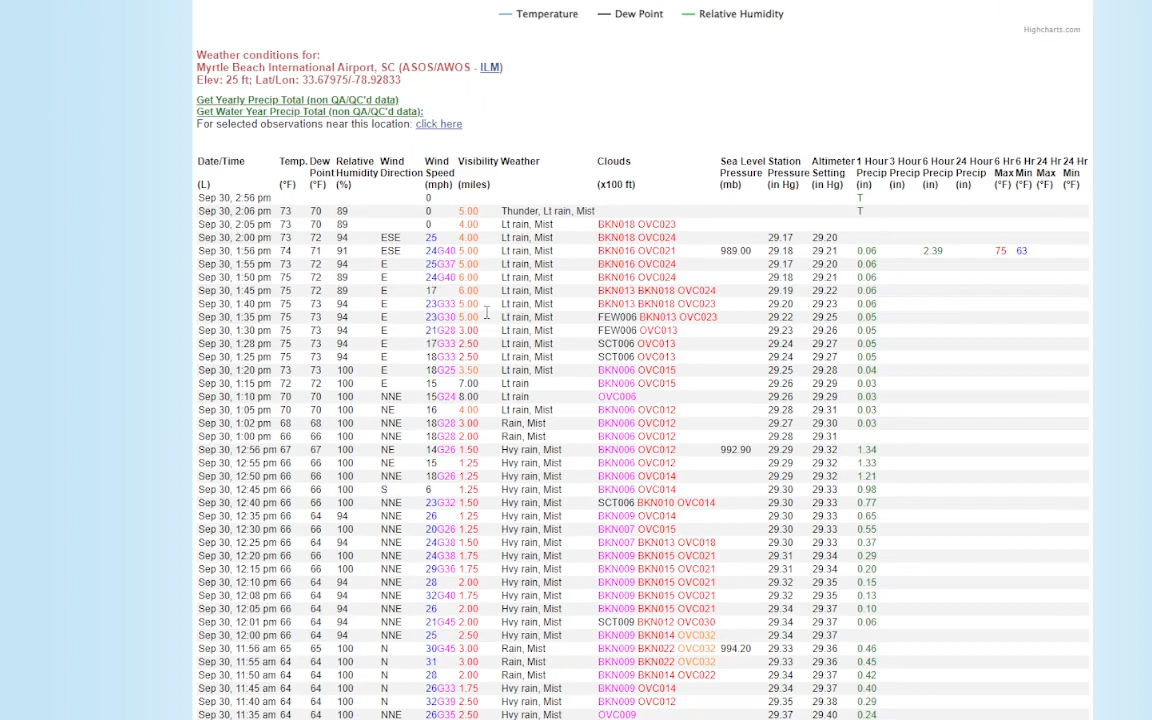 Temperature Dew Point Relative Humidity
Highcharts.com
Weather conditions for:
Myrtle Beach International Airport, SC (ASOS/AWOS - ILM)
Elev: 25 ft; Lat/Lon: 33.67975/-78.92833
Get Yearly Precip Total (non QA/QC'd data)
Get Water Year Precip Total (non QA/QC'd data):
For selected observations near this location: click here
Date/Time Temp. Dew Relative Wind Wind Visibility Weather Clouds Sea Level Station Altimeter 1 Hour 3 Hour 6 Hour 24 Hour 6 Hr 6 Hr 24 Hr 24 Hr
Point Humidity Direction Speed Pressure Pressure Setting Precip Precip Precip Precip Max Min Max Min
(L) (°F) (°F) (%) (mph) (miles) (x100 ft) (mb) (in Hg) (in Hg) (in) (in) (in) (in) (°F) (°F) (°F) (°F)
Sep 30, 2:56 pm 0 T
Sep 30, 2:06 pm 73 70 89 0 5.00 Thunder, Lt rain, Mist T
Sep 30, 2:05 pm 73 70 89 0 4.00 Lt rain, Mist BKN018 OVC023
Sep 30, 2:00 pm 73 72 94 ESE 25 4.00 Lt rain, Mist BKN018 OVC024 29.17 29.20
Sep 30, 1:56 pm 74 71 91 ESE 24G40 5.00 Lt rain, Mist BKN016 OVC021 989.00 29.18 29.21 0.06 2.39 75 63
Sep 30, 1:55 pm 73 72 94 E 25G37 5.00 Lt rain, Mist BKN016 OVC024 29.17 29.20 0.06
Sep 30, 1:50 pm 75 72 89 E 24G40 6.00 Lt rain, Mist BKN016 OVC024 29.18 29.21 0.06
Sep 30, 1:45 pm 75 72 89 E 17 6.00 Lt rain, Mist BKN013 BKN018 OVC024 29.19 29.22 0.06
Sep 30, 1:40 pm 75 73 94 E 23G33 5.00 Lt rain, Mist BKN013 BKN018 OVC023 29.20 29.23 0.06
Sep 30, 1:35 pm 75 73 94 E 23G30 5.00 Lt rain, Mist FEW006 BKN013 OVC023 29.22 29.25 0.05
Sep 30, 1:30 pm 75 73 94 E 21G28 3.00 Lt rain, Mist FEW006 OVC013 29.23 29.26 0.05
Sep 30, 1:28 pm 75 73 94 E 17G33 2.50 Lt rain, Mist SCT006 OVC013 29.24 29.27 0.05
Sep 30, 1:25 pm 75 73 94 E 18G33 2.50 Lt rain, Mist SCT006 OVC013 29.24 29.27 0.05
Sep 30, 1:20 pm 75 73 100 E 18G25 3.50 Lt rain, Mist BKN006 OVC015 29.25 29.28 0.04
Sep 30, 1:15 pm 72 72 100 E 15 7.00 Lt rain BKN006 OVC015 29.26 29.29 0.03
Sep 30, 1:10 pm 70 70 100 NNE 15G24 8.00 Lt rain OVC006 29.26 29.29 0.03
Sep 30, 1:05 pm 70 70 100 NE 16 4.00 Lt rain, Mist BKN006 OVC012 29.28 29.31 0.03
Sep 30, 1:02 pm 68 68 100 NNE 18G28 3.00 Rain, Mist BKN006 OVC012 29.27 29.30 0.03
Sep 30, 1:00 pm 66 66 100 NNE 18G28 2.00 Rain, Mist BKN006 OVC012 29.28 29.31
Sep 30, 12:56 pm 67 67 100 NE 14G26 1.50 Hvy rain, Mist BKN006 OVC012 992.90 29.29 29.32 1.34
Sep 30, 12:55 pm 66 66 100 NE 15 1.25 Hvy rain, Mist BKN006 OVC012 29.29 29.32 1.33
Sep 30, 12:50 pm 66 66 100 NNE 18G26 1.25 Hvy rain, Mist BKN006 OVC014 29.29 29.32 1.21
Sep 30, 12:45 pm 66 66 100 S 6 1.25 Hvy rain, Mist BKN006 OVC014 29.30 29.33 0.98
Sep 30, 12:40 pm 66 66 100 NNE 23G32 1.50 Hvy rain, Mist SCT006 BKN010 OVC014 29.30 29.33 0.77
Sep 30, 12:35 pm 66 64 94 NNE 26 1.25 Hvy rain, Mist BKN009 OVC014 29.30 29.33 0.65
Sep 30, 12:30 pm 66 66 100 NNE 20G26 1.25 Hvy rain, Mist BKN007 OVC015 29.30 29.33 0.55
Sep 30, 12:25 pm 66 64 94 NNE 24G38 1.50 Hvy rain, Mist BKN007 BKN013 OVC018 29.30 29.33 0.37
Sep 30, 12:20 pm 66 66 100 NNE 24G38 1.75 Hvy rain, Mist BKN009 BKN015 OVC021 29.31 29.34 0.29
Sep 30, 12:15 pm 66 66 100 NNE 29G36 1.75 Hvy rain, Mist BKN009 BKN015 OVC021 29.31 29.34 0.20
Sep 30, 12:10 pm 66 64 94 NNE 28 2.00 Hvy rain, Mist BKN009 BKN015 OVC021 29.32 29.35 0.15
Sep 30, 12:08 pm 66 64 94 NNE 32G40 1.75 Hvy rain, Mist BKN009 BKN015 OVC021 29.32 29.35 0.13
Sep 30, 12:05 pm 66 64 94 NNE 26 2.00 Hvy rain, Mist BKN009 BKN015 OVC021 29.34 29.37 0.10
Sep 30, 12:01 pm 66 64 94 NNE 21G45 2.00 Hvy rain, Mist SCT009 BKN012 OVC030 29.34 29.37 0.06
Sep 30, 12:00 pm 66 64 94 NNE 25 2.50 Hvy rain, Mist BKN009 BKN014 OVC032 29.34 29.37
Sep 30, 11:56 am 65 65 100 N 30G45 3.00 Rain, Mist BKN009 BKN022 OVC032 994.20 29.33 29.36 0.46
Sep 30, 11:55 am 64 64 100 N 31 3.00 Rain, Mist BKN009 BKN022 OVC032 29.33 29.36 0.45
Sep 30, 11:50 am 64 64 100 N 28 2.00 Rain, Mist BKN009 BKN014 OVC022 29.34 29.37 0.42
Sep 30, 11:45 am 64 64 100 N 26G33 1.75 Hvy rain, Mist BKN009 OVC014 29.34 29.37 0.40
Sep 30, 11:40 am 64 64 100 N 32G39 2.50 Hvy rain, Mist BKN009 OVC012 29.35 29.38 0.29
Sep 30, 11:35 am 64 64 100 NNE 26G35 2.50 Hvy rain, Mist OVC009 29.37 29.40 0.24